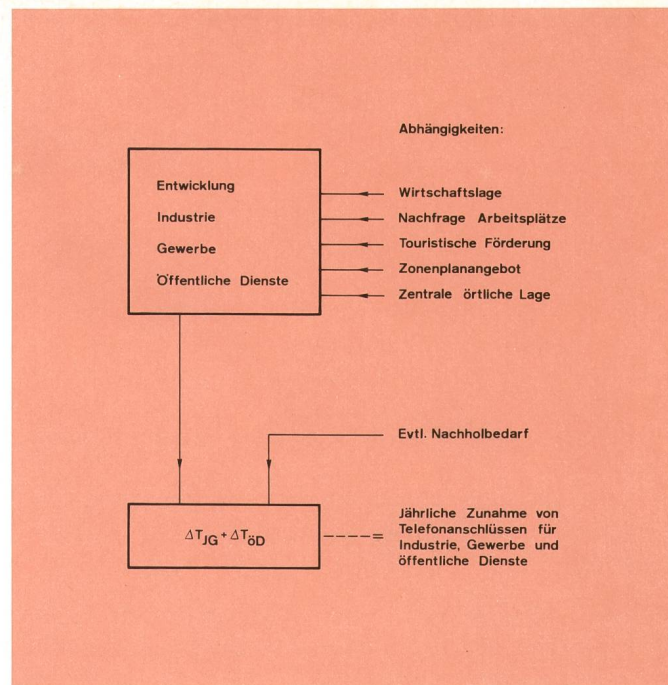 Abhängigkeiten:
Entwicklung
Industrie
Gewerbe
Öffentliche Dienste
Wirtschaftslage
Nachfrage Arbeitsplätze
Touristische Förderung
Zonenplanangebot
Zentrale örtliche Lage
Evtl. Nachholbedarf
ΔT_JG + ΔT_öD
Jährliche Zunahme von
Telefonanschlüssen für
Industrie, Gewerbe und
öffentliche Dienste